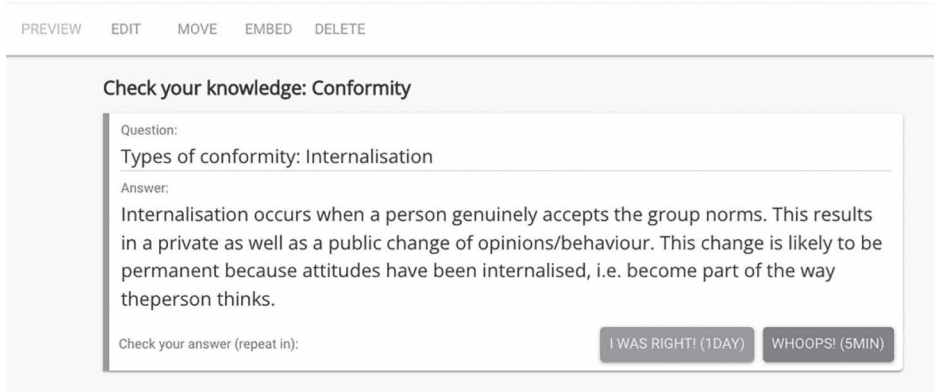 PREVIEW EDIT MOVE EMBED DELETE
Check your knowledge: Conformity
Question:
Types of conformity: Internalisation
Answer:
Internalisation occurs when a person genuinely accepts the group norms. This results
in a private as well as a public change of opinions/behaviour. This change is likely to be
permanent because attitudes have been internalised, i.e. become part of the way
theperson thinks.
Check your answer (repeat in): I WAS RIGHT! (1DAY) WHOOPS! (5MIN)